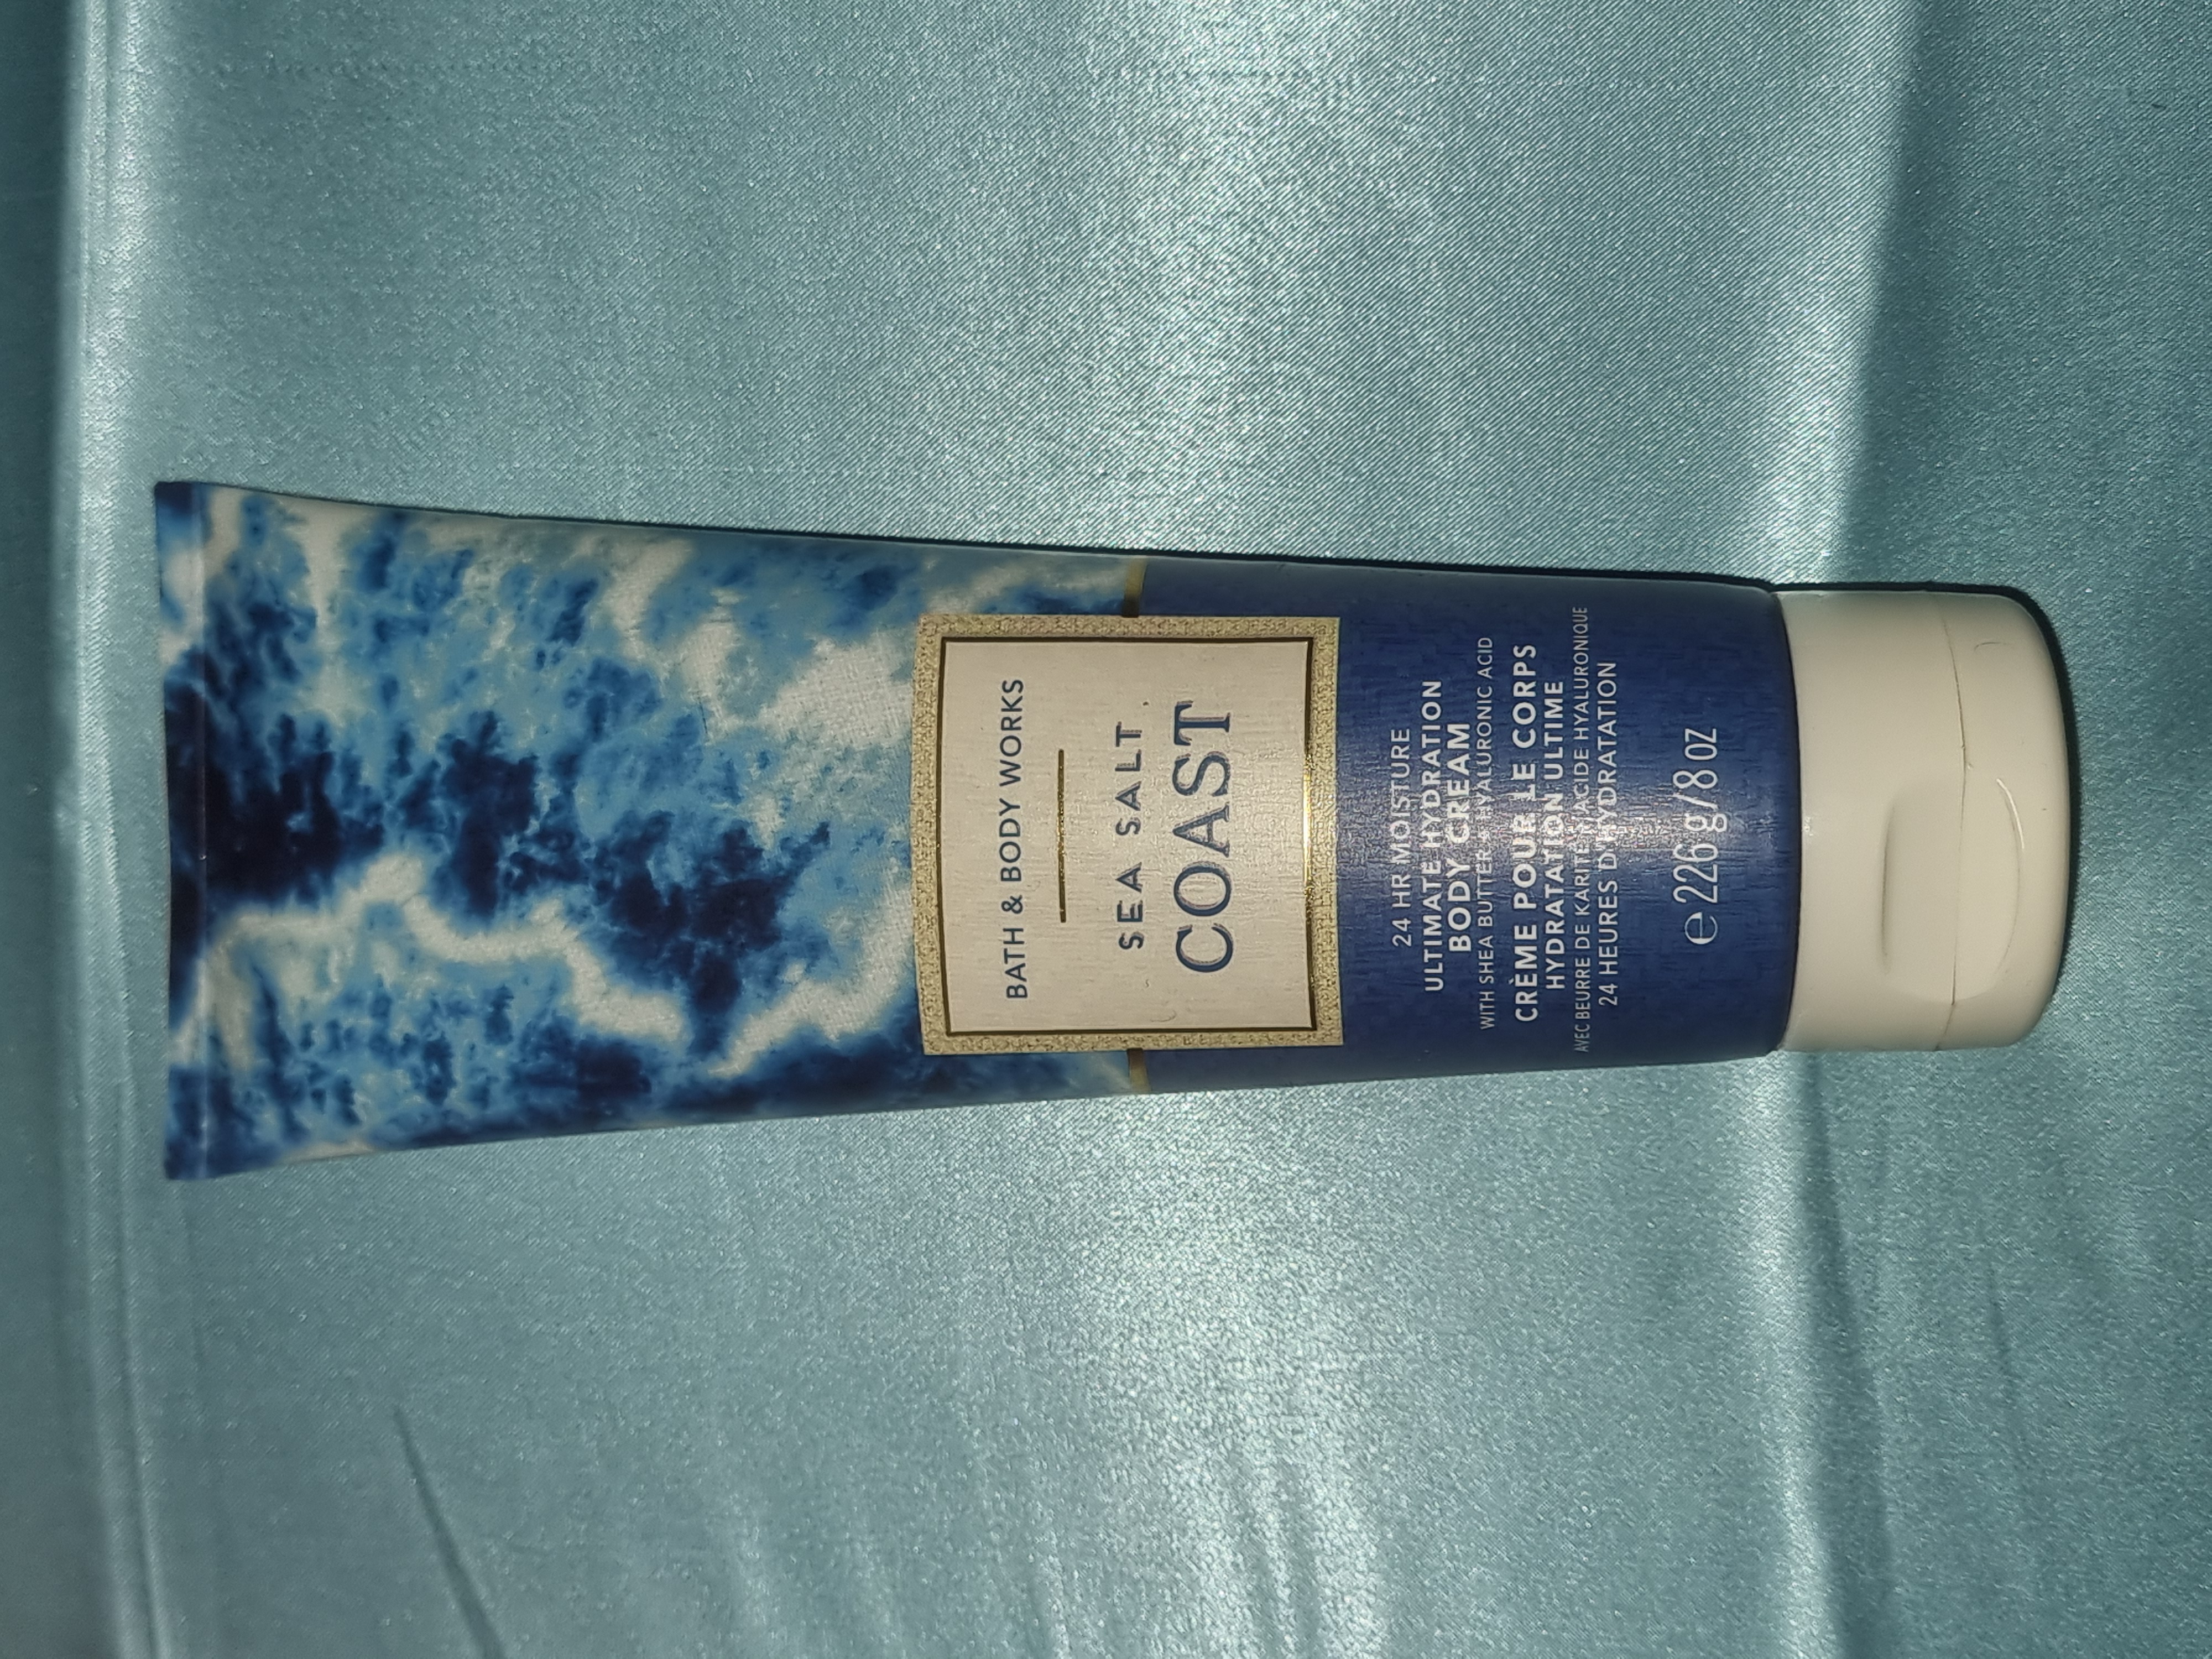 BATH & BODY WORKS
SEA SALT
COAST
24 HR MOISTURE
ULTIMATE HYDRATION
BODY CREAM
WITH SHEA BUTTER + HYALURONIC ACID
CRÈME POUR LE CORPS
HYDRATATION ULTIME
AVEC BEURRE DE KARITÉ + ACIDE HYALURONIQUE
24 HEURES D'HYDRATATION
℮ 226 g/8 OZ